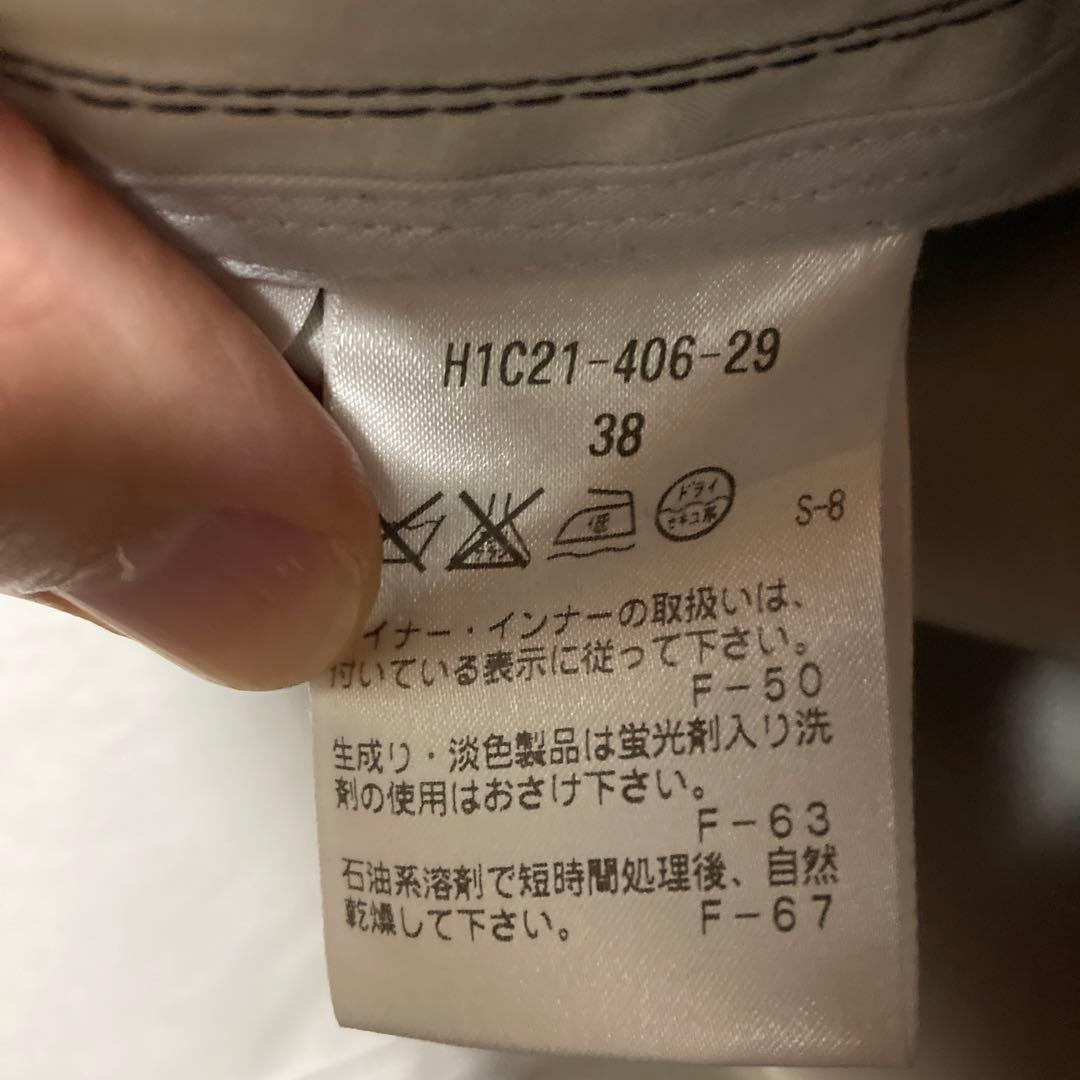 H1C21-406-29
38
低
ドライ
セキユ系
S-8
イナー・インナーの取扱いは、
付いている表示に従って下さい。
F-50
生成り・淡色製品は蛍光剤入り洗
剤の使用はおさけ下さい。
F-63
石油系溶剤で短時間処理後、自然
乾燥して下さい。
F-67